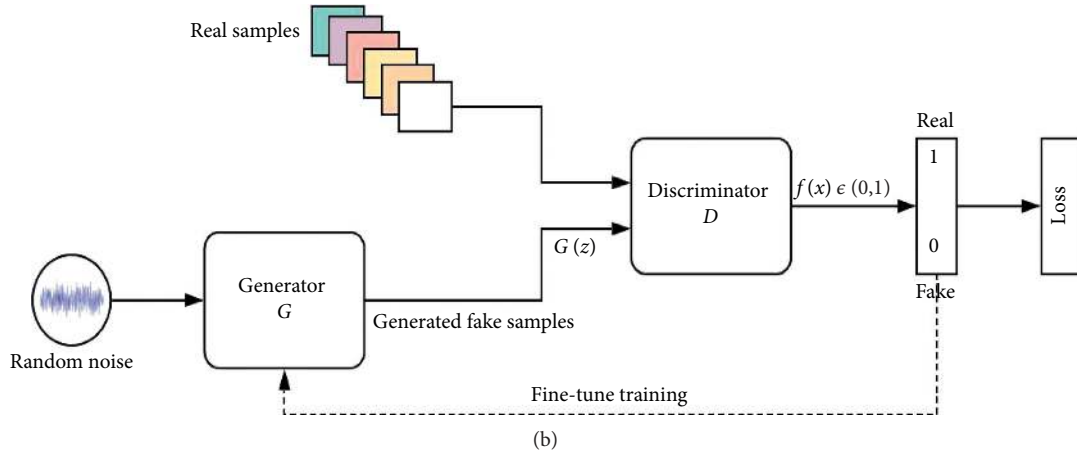 Real samples
Real
1
Discriminator
D
f(x) ϵ (0,1)
Loss
0
G (z)
Fake
Generator
G
Generated fake samples
Random noise
Fine-tune training
(b)